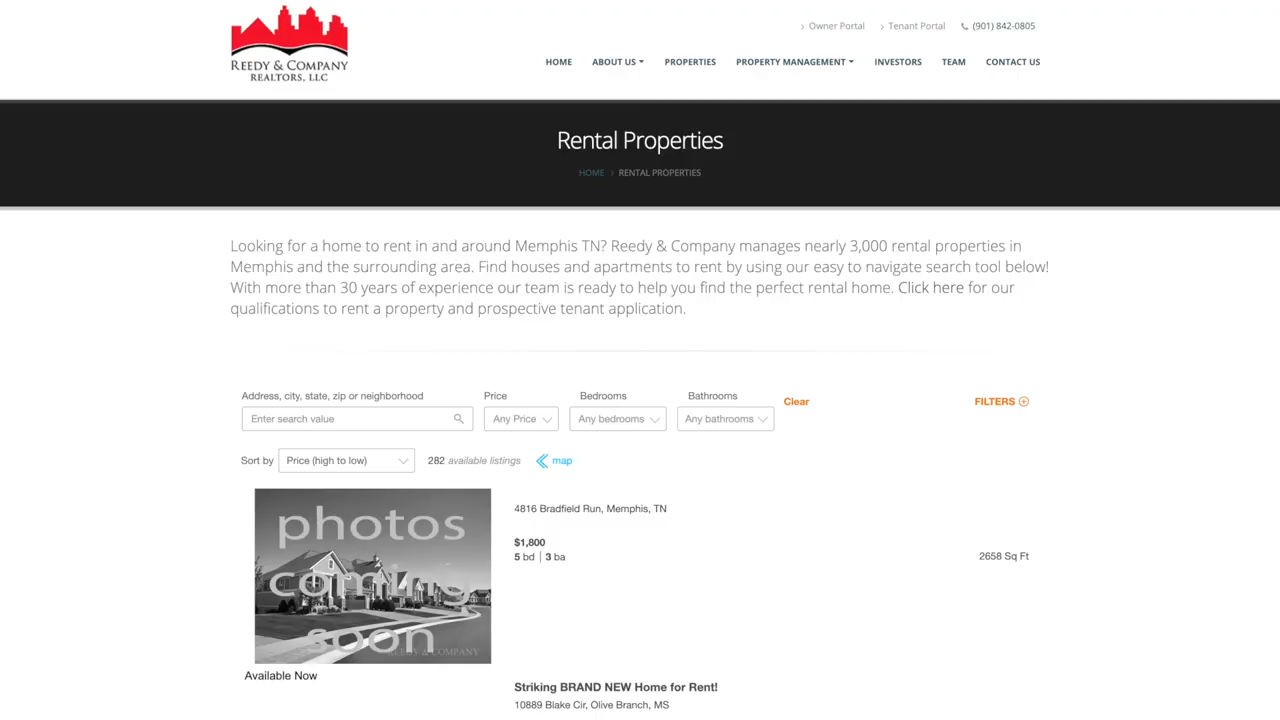 REEDY & COMPANY
REALTORS, LLC
Owner Portal
Tenant Portal
(901) 842-0805
HOME
ABOUT US
PROPERTIES
PROPERTY MANAGEMENT
INVESTORS
TEAM
CONTACT US
Rental Properties
HOME > RENTAL PROPERTIES
Looking for a home to rent in and around Memphis TN? Reedy & Company manages nearly 3,000 rental properties in
Memphis and the surrounding area. Find houses and apartments to rent by using our easy to navigate search tool below!
With more than 30 years of experience our team is ready to help you find the perfect rental home. Click here for our
qualifications to rent a property and prospective tenant application.
Address, city, state, zip or neighborhood
Price
Bedrooms
Bathrooms
Clear
FILTERS
Enter search value
Any Price
Any bedrooms
Any bathrooms
Sort by
Price (high to low)
282 available listings
map
photos
coming
soon
REEDY & COMPANY
Available Now
4816 Bradfield Run, Memphis, TN
$1,800
5 bd | 3 ba
2658 Sq Ft
Striking BRAND NEW Home for Rent!
10889 Blake Cir, Olive Branch, MS